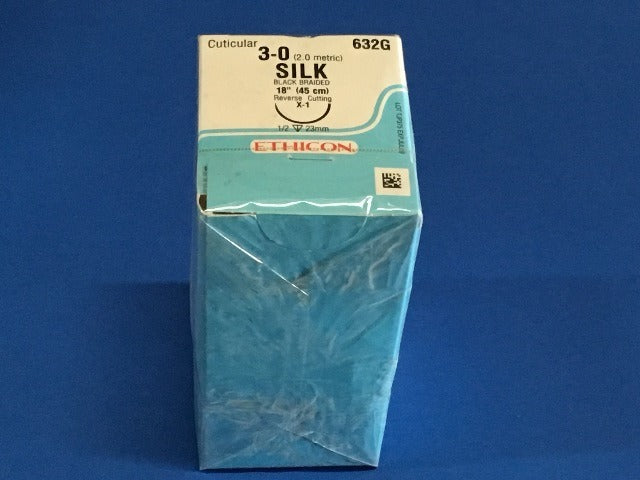 Cuticular 632G
3-0 (2.0 metric)
SILK
BLACK BRAIDED
18" (45 cm)
Reverse Cutting
X-1
1/2 23mm
ETHICON